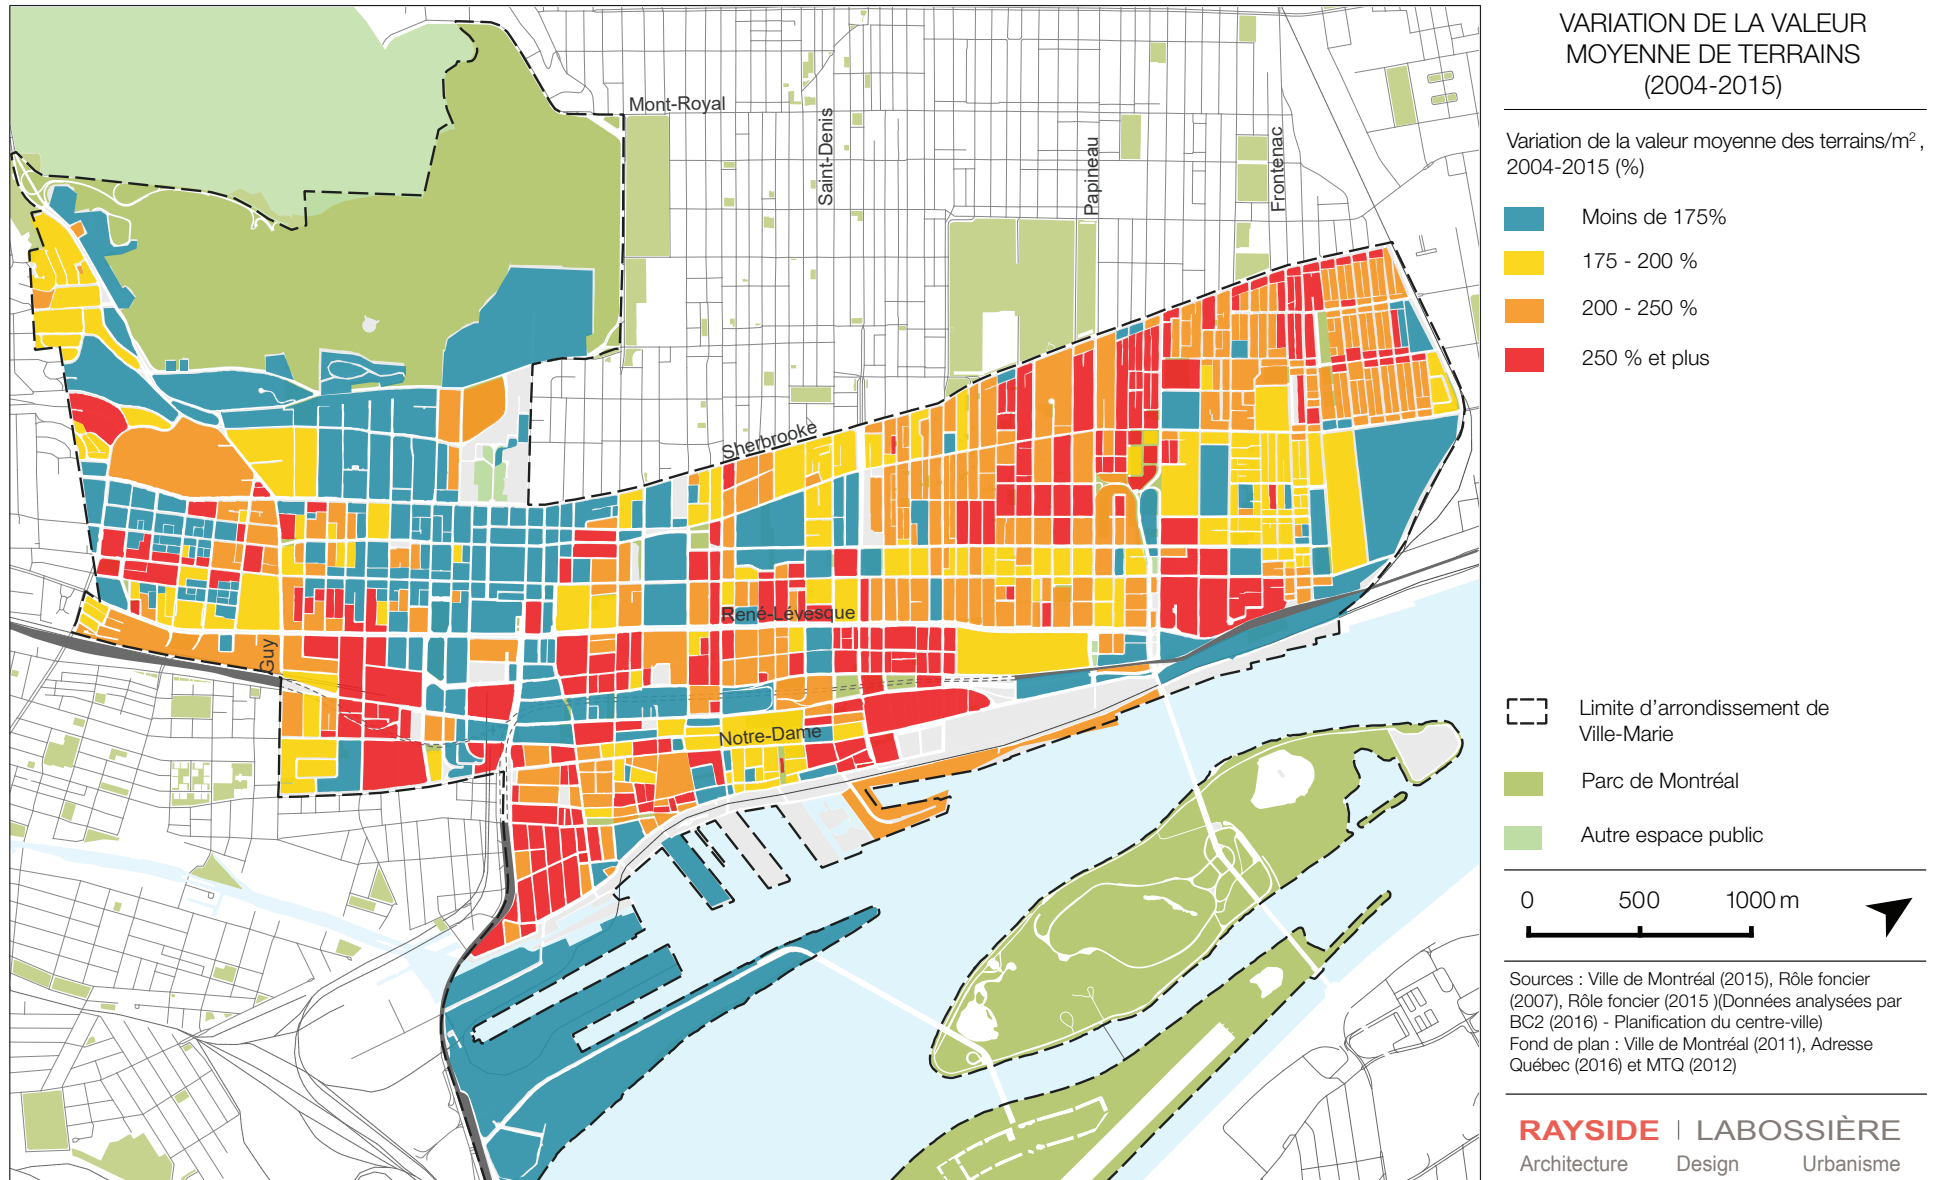 VARIATION DE LA VALEUR
MOYENNE DE TERRAINS
(2004-2015)
Variation de la valeur moyenne des terrains/m²,
2004-2015 (%)
Moins de 175%
175 - 200 %
200 - 250 %
250 % et plus
Limite d'arrondissement de
Ville-Marie
Parc de Montréal
Autre espace public
0 500 1000 m
Sources : Ville de Montréal (2015), Rôle foncier
(2007), Rôle foncier (2015 )(Données analysées par
BC2 (2016) - Planification du centre-ville)
Fond de plan : Ville de Montréal (2011), Adresse
Québec (2016) et MTQ (2012)
RAYSIDE | LABOSSIÈRE
Architecture Design Urbanisme
Mont-Royal
Saint-Denis
Papineau
Frontenac
Sherbrooke
René-Lévesque
Guy
Notre-Dame